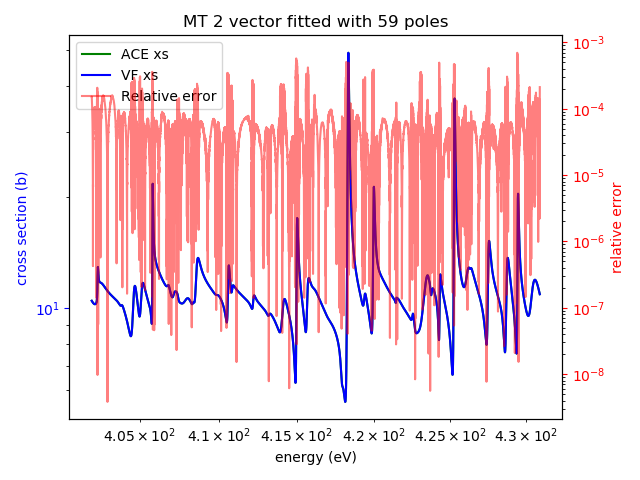 MT 2 vector fitted with 59 poles
ACE xs
VF xs
Relative error
cross section (b)
10¹
10⁻³
10⁻⁴
10⁻⁵
10⁻⁶
10⁻⁷
10⁻⁸
relative error
4.05 × 10² 4.1 × 10² 4.15 × 10² 4.2 × 10² 4.25 × 10² 4.3 × 10²
energy (eV)